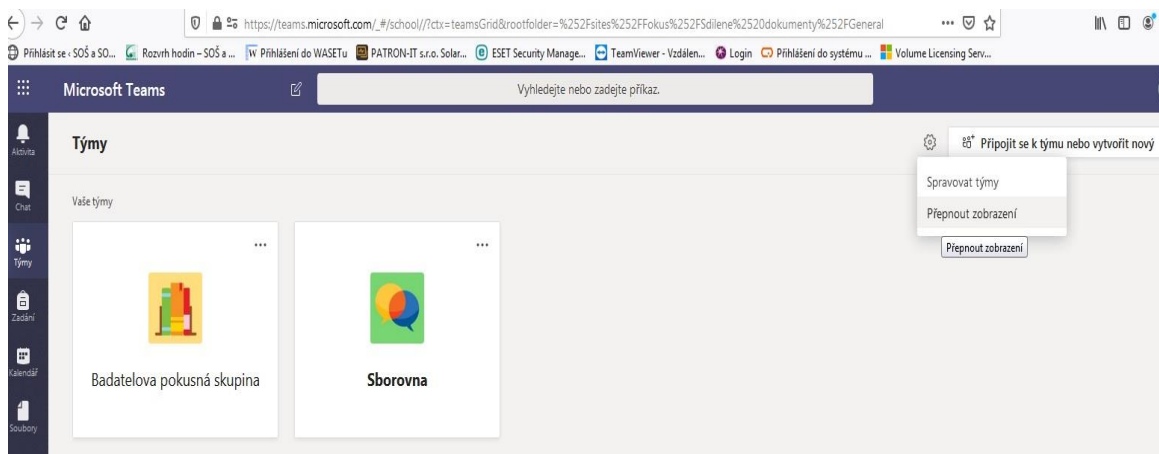 https://teams.microsoft.com/_#/school//?ctx=teamsGrid&rootfolder=%252Fsites%252FFokus%252FSdilene%2520dokumenty%252FGeneral
Přihlásit se ‹ SOŠ a SO... Rozvrh hodin – SOŠ a ... Přihlášení do WASETu PATRON-IT s.r.o. Solar... ESET Security Manage... TeamViewer - Vzdálen... Login Přihlášení do systému ... Volume Licensing Serv...
Microsoft Teams Vyhledejte nebo zadejte příkaz.
Aktivita
Týmy
Připojit se k týmu nebo vytvořit nový
Spravovat týmy
Chat
Vaše týmy
Přepnout zobrazení
Přepnout zobrazení
Týmy
Zadání
Kalendář
Badatelova pokusná skupina
Sborovna
Soubory